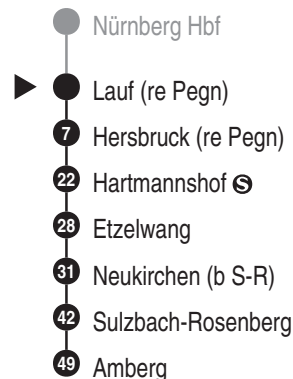 Nürnberg Hbf
Lauf (re Pegn)
7 Hersbruck (re Pegn)
22 Hartmannshof S
28 Etzelwang
31 Neukirchen (b S-R)
42 Sulzbach-Rosenberg
49 Amberg